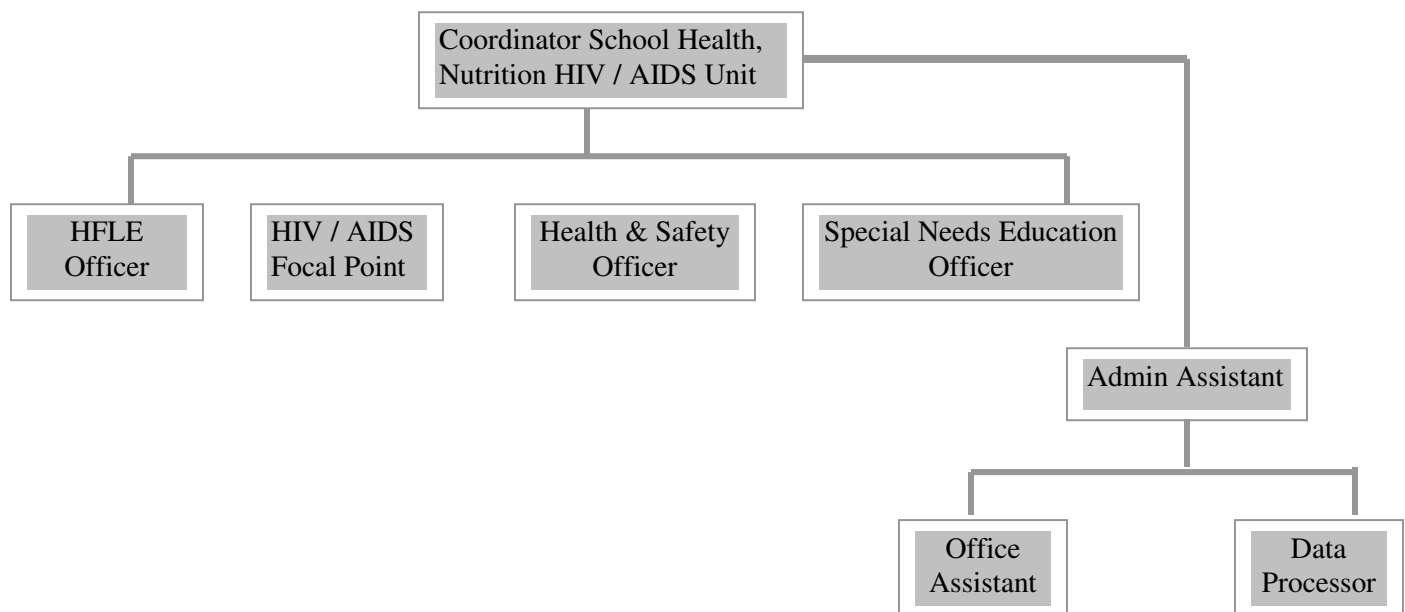 Coordinator School Health,
Nutrition HIV / AIDS Unit
HFLE
Officer
HIV / AIDS
Focal Point
Health & Safety
Officer
Special Needs Education
Officer
Admin Assistant
Office
Assistant
Data
Processor